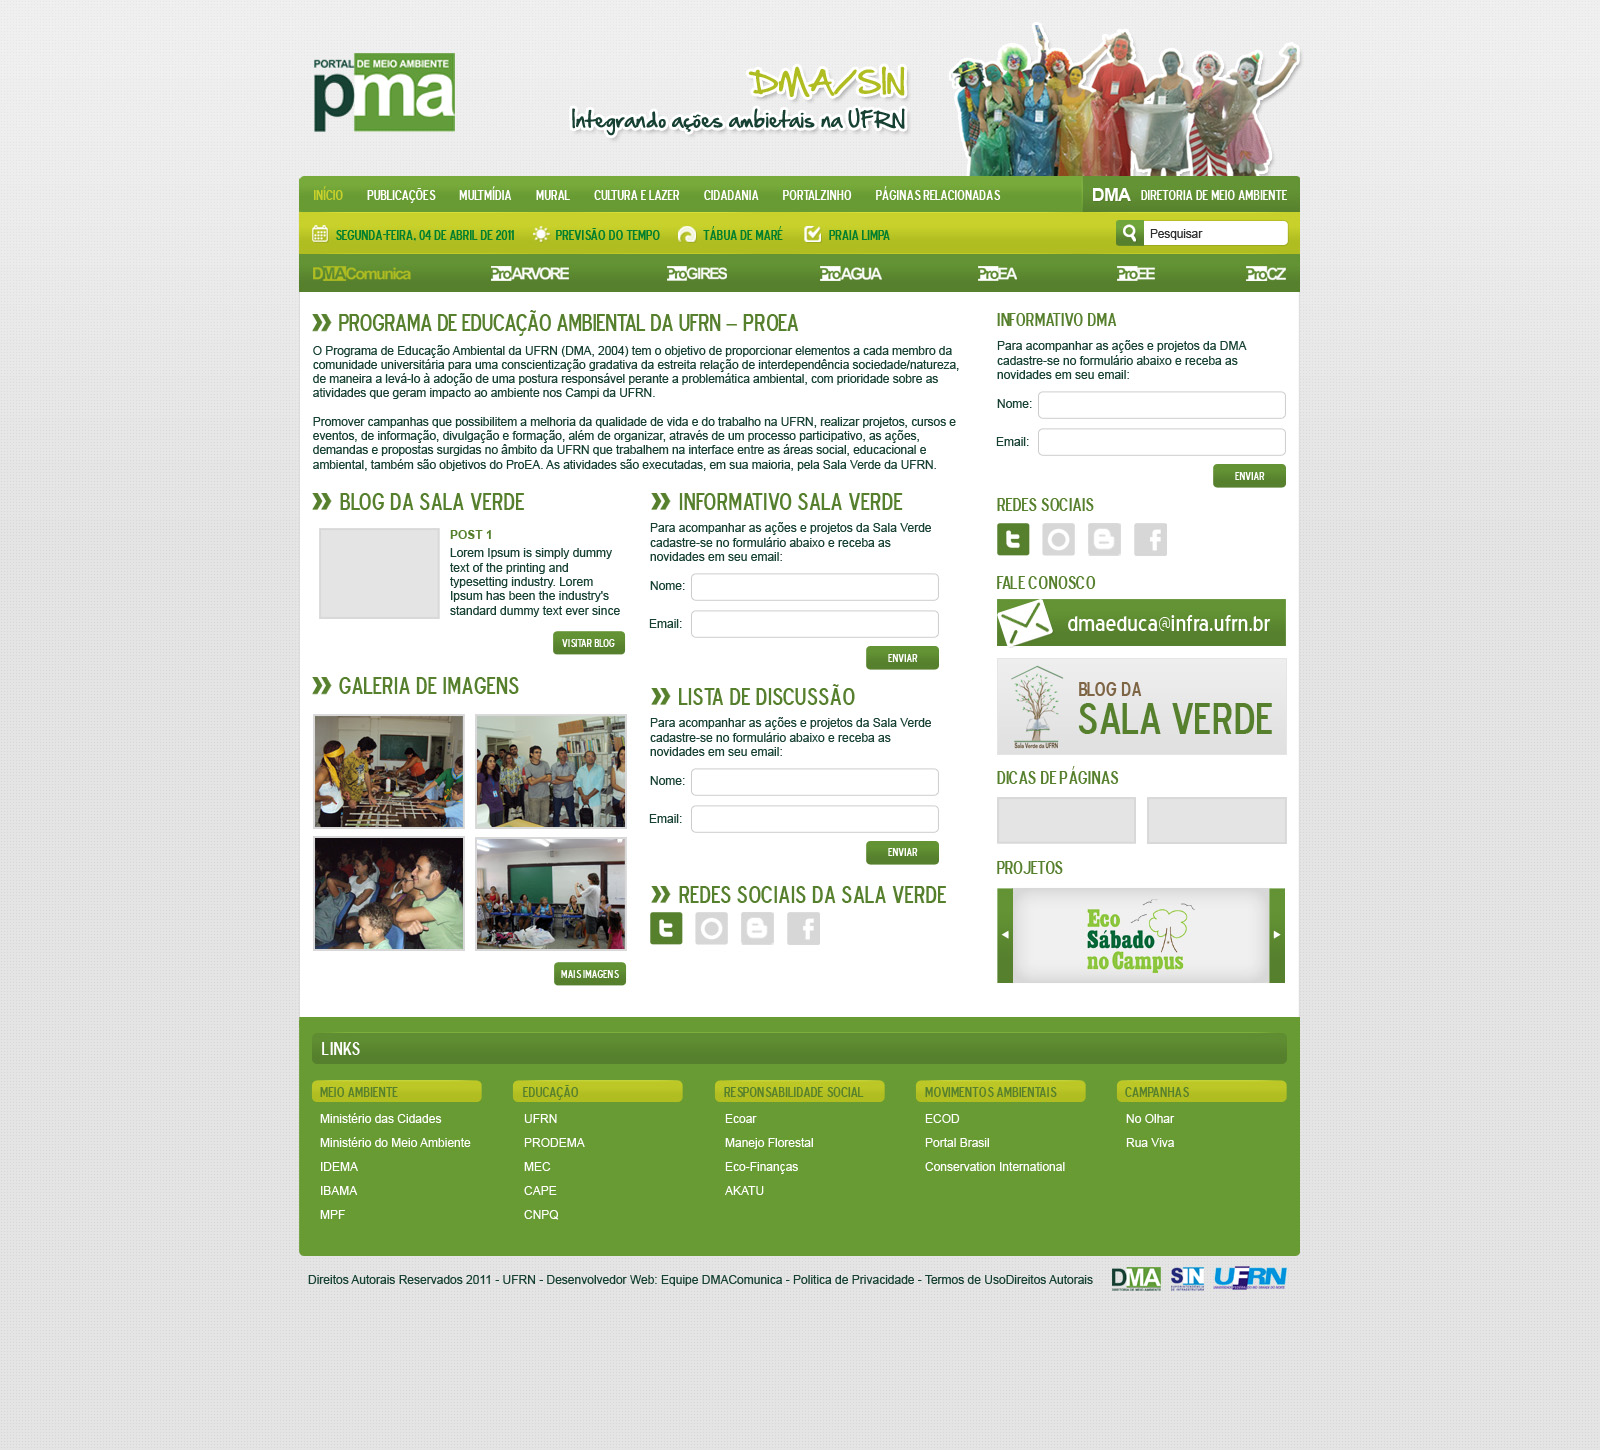 PORTAL DE MEIO AMBIENTE
pma
DMA/SIN
Integrando ações ambietais na UFRN
INÍCIO PUBLICAÇÕES MULTMÍDIA MURAL CULTURA E LAZER CIDADANIA PORTALZINHO PÁGINAS RELACIONADAS DMA DIRETORIA DE MEIO AMBIENTE
SEGUNDA-FEIRA, 04 DE ABRIL DE 2011 PREVISÃO DO TEMPO TÁBUA DE MARÉ PRAIA LIMPA Pesquisar
DMAComunica ProARVORE ProGIRES ProAGUA ProEA ProEE ProCZ
PROGRAMA DE EDUCAÇÃO AMBIENTAL DA UFRN – PROEA
O Programa de Educação Ambiental da UFRN (DMA, 2004) tem o objetivo de proporcionar elementos a cada membro da
comunidade universitária para uma conscientização gradativa da estreita relação de interdependência sociedade/natureza,
de maneira a levá-lo à adoção de uma postura responsável perante a problemática ambiental, com prioridade sobre as
atividades que geram impacto ao ambiente nos Campi da UFRN.
Promover campanhas que possibilitem a melhoria da qualidade de vida e do trabalho na UFRN, realizar projetos, cursos e
eventos, de informação, divulgação e formação, além de organizar, através de um processo participativo, as ações,
demandas e propostas surgidas no âmbito da UFRN que trabalhem na interface entre as áreas social, educacional e
ambiental, também são objetivos do ProEA. As atividades são executadas, em sua maioria, pela Sala Verde da UFRN.
BLOG DA SALA VERDE
POST 1
Lorem Ipsum is simply dummy
text of the printing and
typesetting industry. Lorem
Ipsum has been the industry's
standard dummy text ever since
VISITAR BLOG
GALERIA DE IMAGENS
MAIS IMAGENS
INFORMATIVO SALA VERDE
Para acompanhar as ações e projetos da Sala Verde
cadastre-se no formulário abaixo e receba as
novidades em seu email:
Nome:
Email:
ENVIAR
LISTA DE DISCUSSÃO
Para acompanhar as ações e projetos da Sala Verde
cadastre-se no formulário abaixo e receba as
novidades em seu email:
Nome:
Email:
ENVIAR
REDES SOCIAIS DA SALA VERDE
INFORMATIVO DMA
Para acompanhar as ações e projetos da DMA
cadastre-se no formulário abaixo e receba as
novidades em seu email:
Nome:
Email:
ENVIAR
REDES SOCIAIS
FALE CONOSCO
dmaeduca@infra.ufrn.br
Sala Verde da UFRN
BLOG DA
SALA VERDE
DICAS DE PÁGINAS
PROJETOS
Eco
Sábado
no Campus
LINKS
MEIO AMBIENTE
Ministério das Cidades
Ministério do Meio Ambiente
IDEMA
IBAMA
MPF
EDUCAÇÃO
UFRN
PRODEMA
MEC
CAPE
CNPQ
RESPONSABILIDADE SOCIAL
Ecoar
Manejo Florestal
Eco-Finanças
AKATU
MOVIMENTOS AMBIENTAIS
ECOD
Portal Brasil
Conservation International
CAMPANHAS
No Olhar
Rua Viva
Direitos Autorais Reservados 2011 - UFRN - Desenvolvedor Web: Equipe DMAComunica - Politica de Privacidade - Termos de UsoDireitos Autorais
DMA SIN UFRN